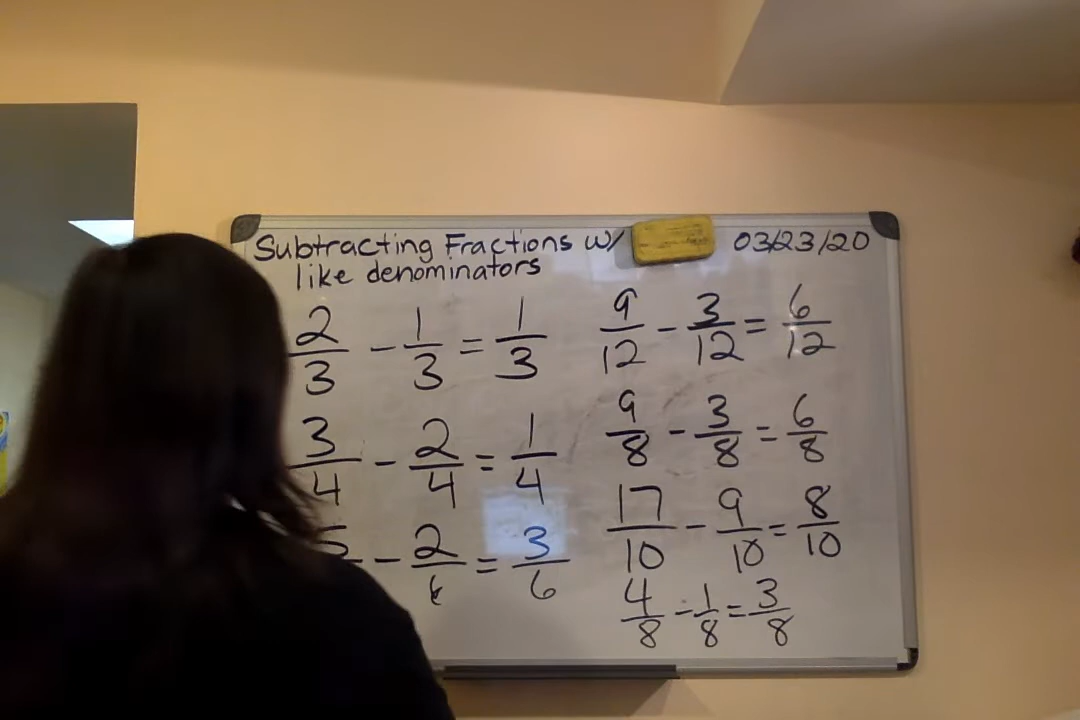 Subtracting Fractions w/ 03/23/20
like denominators
2/3 - 1/3 = 1/3
3/4 - 2/4 = 1/4
5 - 2/6 = 3/6
9/12 - 3/12 = 6/12
9/8 - 3/8 = 6/8
17/10 - 9/10 = 8/10
4/8 - 1/8 = 3/8